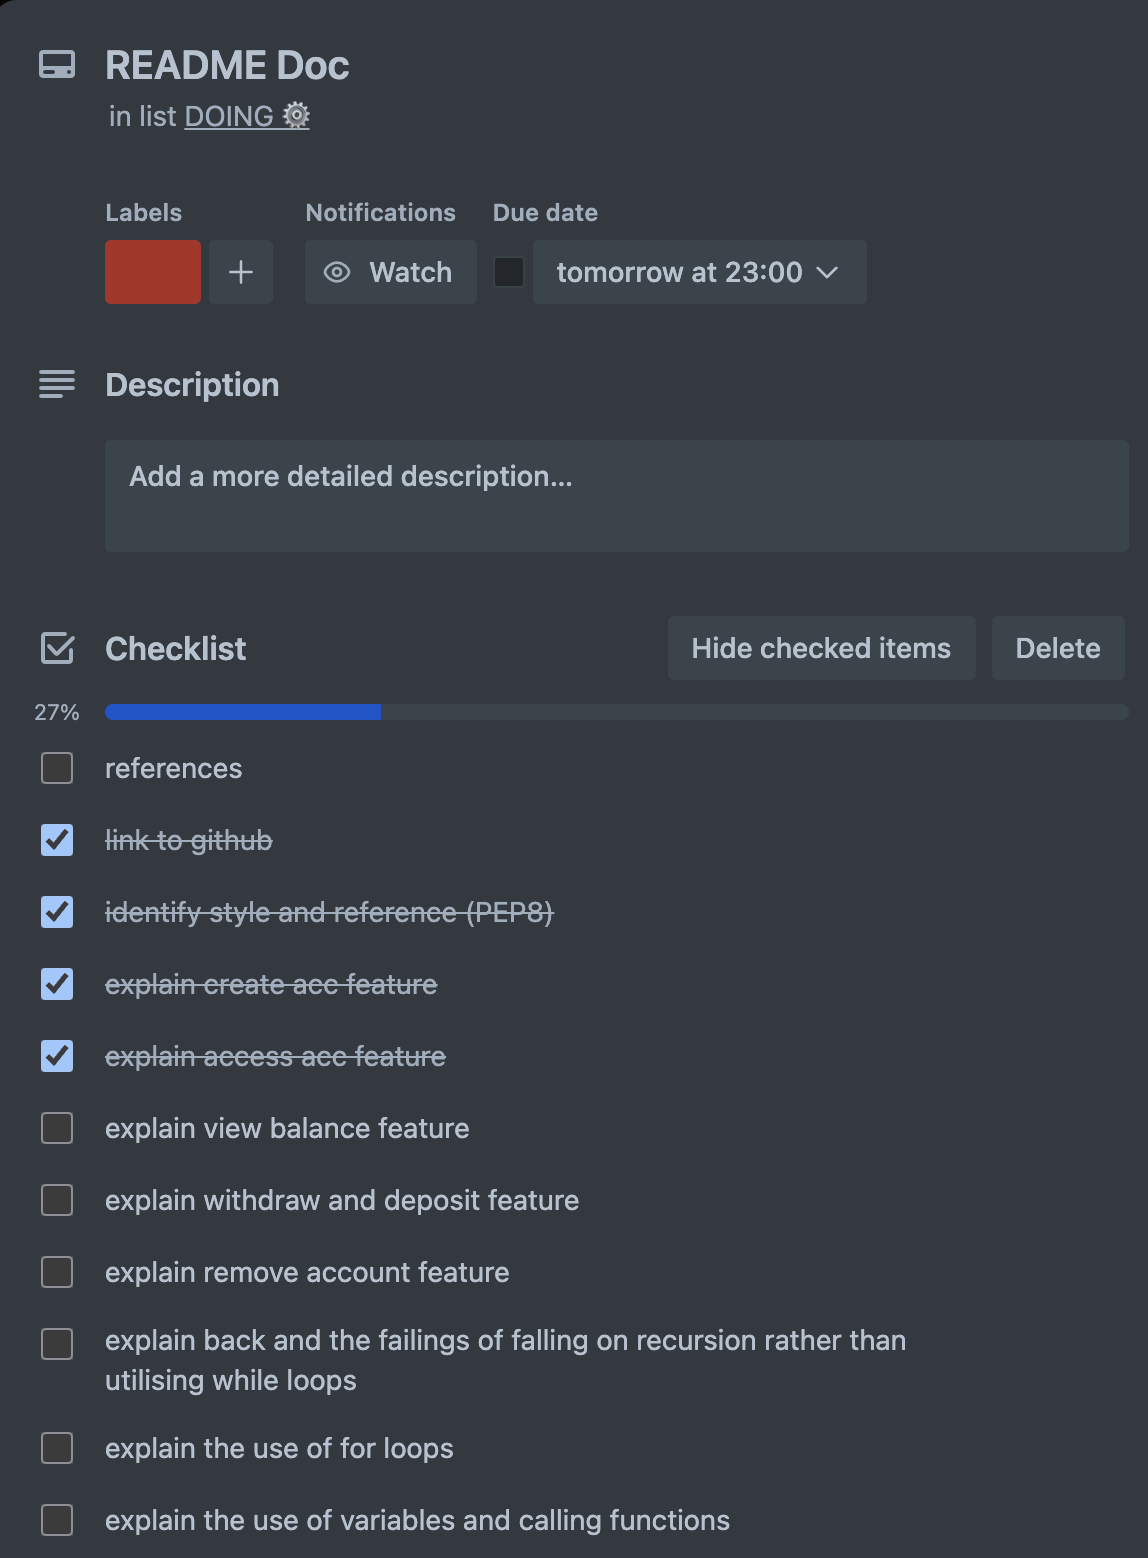 README Doc
in list DOING ⚙️
Labels
Notifications
Due date
Watch
tomorrow at 23:00
Description
Add a more detailed description...
Checklist
Hide checked items
Delete
27%
references
link to github
identify style and reference (PEP8)
explain create acc feature
explain access acc feature
explain view balance feature
explain withdraw and deposit feature
explain remove account feature
explain back and the failings of falling on recursion rather than
utilising while loops
explain the use of for loops
explain the use of variables and calling functions